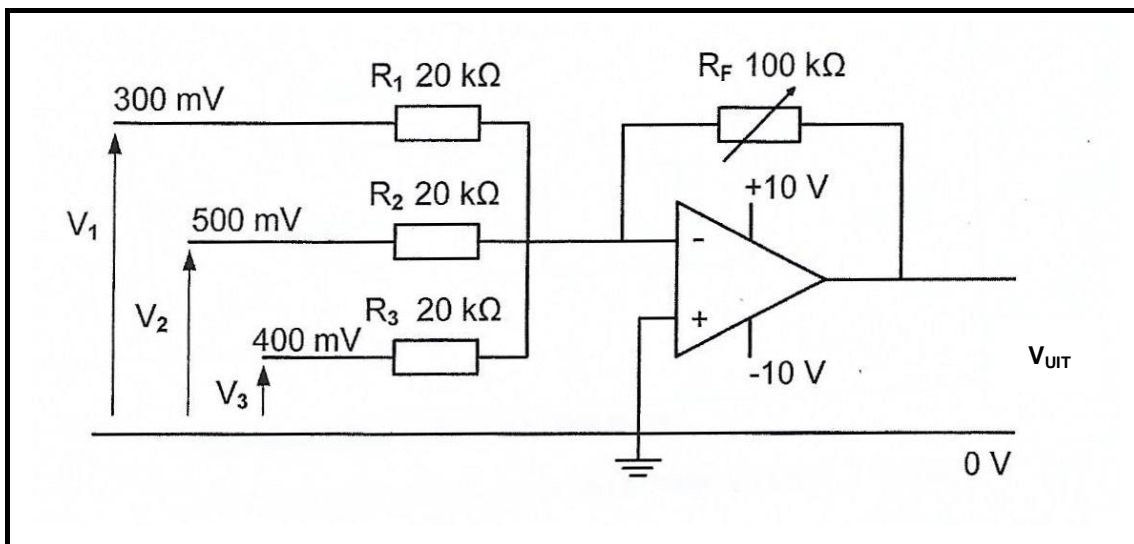 R₁ 20 kΩ
R_F 100 kΩ
300 mV
+10 V
R₂ 20 kΩ
V₁
500 mV
-
R₃ 20 kΩ
+
V₂
400 mV
-10 V
V_UIT
V₃
0 V